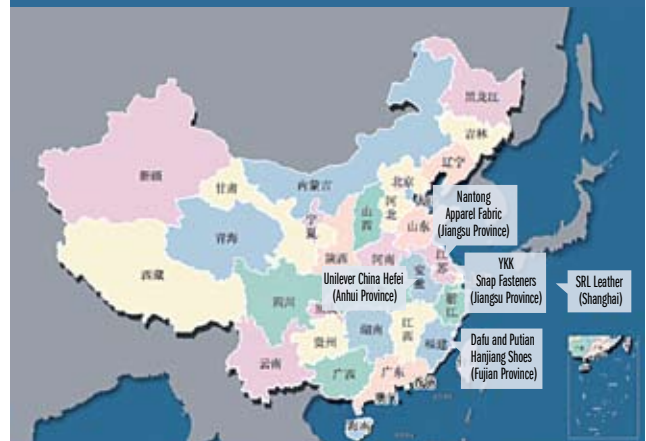 黑龙江
吉林
辽宁
新疆
甘肃
内蒙古
北京
河北
山西
宁夏
青海
山东
陕西
河南
江苏
西藏
安徽
四川
浙江
湖南
江西
贵州
福建
云南
广西
广东
海南
Nantong
Apparel Fabric
(Jiangsu Province)
Unilever China Hefei
(Anhui Province)
YKK
Snap Fasteners
(Jiangsu Province)
SRL Leather
(Shanghai)
Dafu and Putian
Hanjiang Shoes
(Fujian Province)